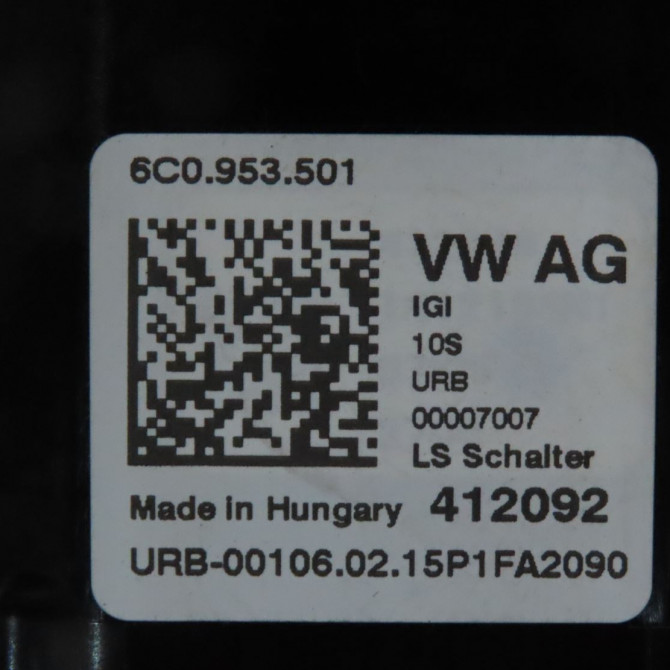 6C0.953.501
VW AG
IGI
10S
URB
00007007
LS Schalter
Made in Hungary 412092
URB-00106.02.15P1FA2090